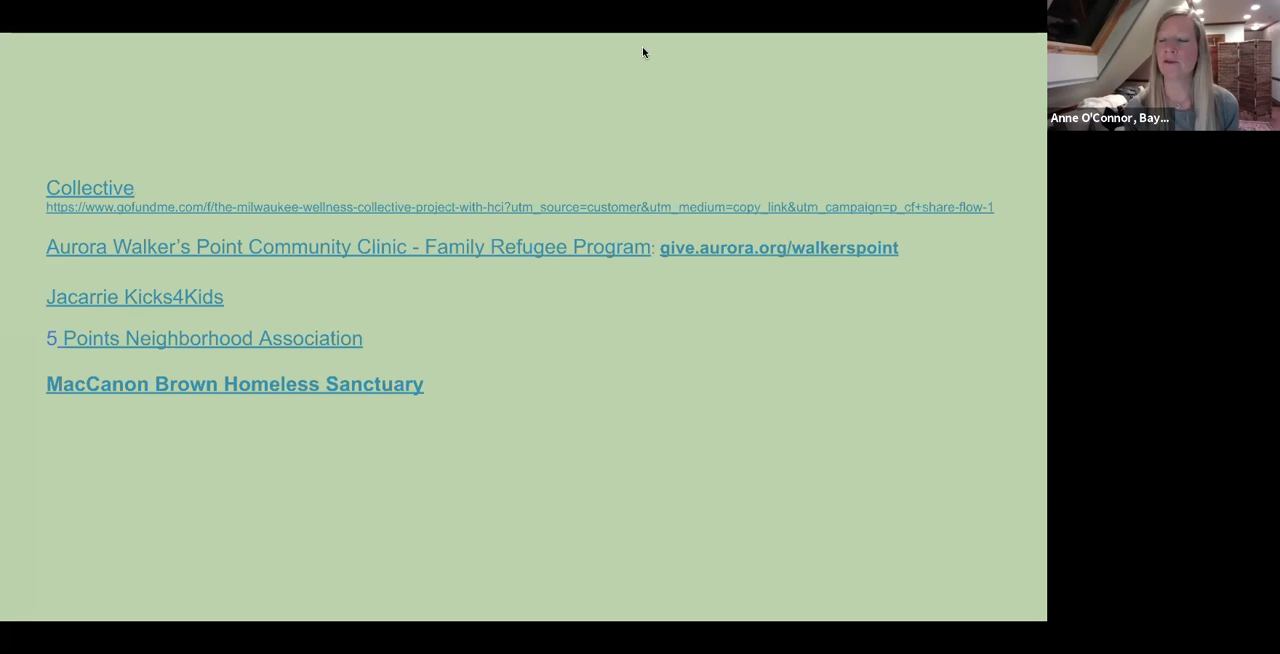 Collective
https://www.gofundme.com/f/the-milwaukee-wellness-collective-project-with-hci?utm_source=customer&utm_medium=copy_link&utm_campaign=p_cf+share-flow-1
Aurora Walker’s Point Community Clinic - Family Refugee Program: give.aurora.org/walkerspoint
Jacarrie Kicks4Kids
5 Points Neighborhood Association
MacCanon Brown Homeless Sanctuary
Anne O'Connor, Bay...